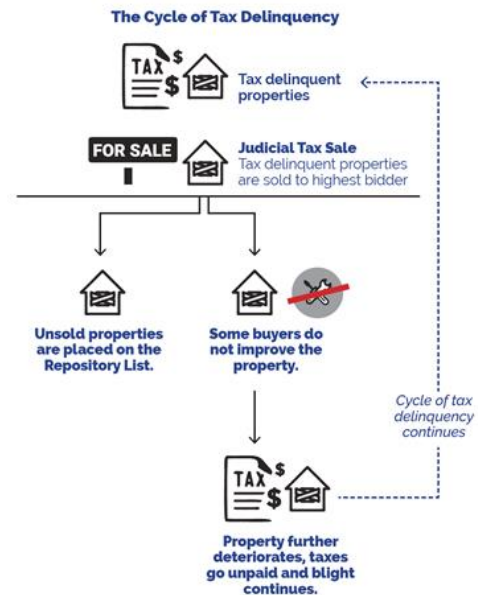 The Cycle of Tax Delinquency
TAX $
$
Tax delinquent
properties
FOR SALE
Judicial Tax Sale
Tax delinquent properties
are sold to highest bidder
Unsold properties
are placed on the
Repository List.
Some buyers do
not improve the
property.
Cycle of tax
delinquency
continues
TAX $
$
Property further
deteriorates, taxes
go unpaid and blight
continues.